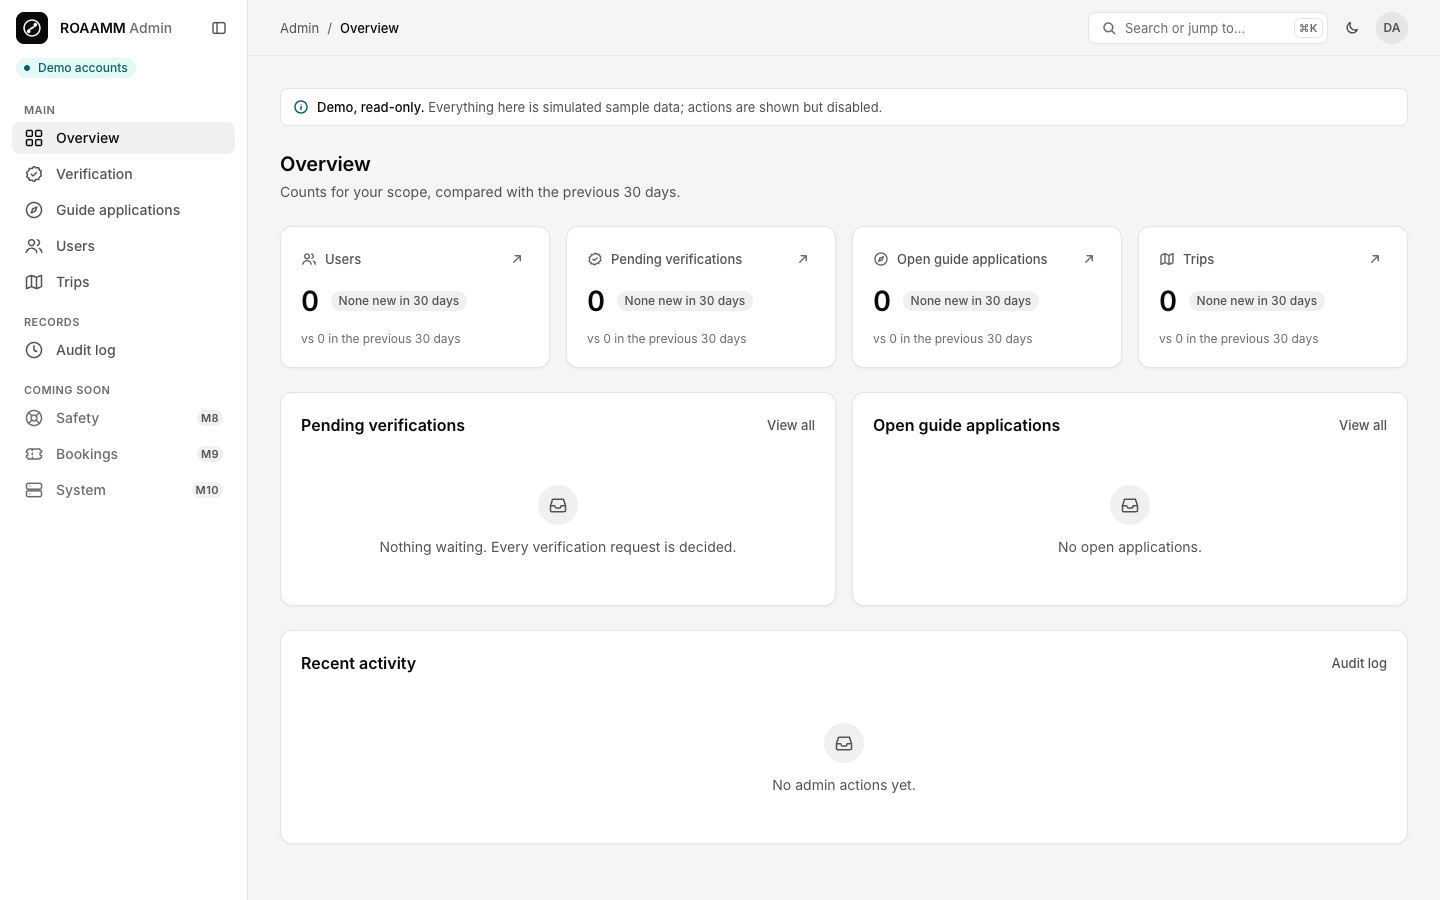 ROAAMM Admin
Demo accounts
MAIN
Overview
Verification
Guide applications
Users
Trips
RECORDS
Audit log
COMING SOON
Safety M8
Bookings M9
System M10
Admin / Overview
Search or jump to... ⌘K
DA
Demo, read-only. Everything here is simulated sample data; actions are shown but disabled.
Overview
Counts for your scope, compared with the previous 30 days.
Users
0 None new in 30 days
vs 0 in the previous 30 days
Pending verifications
0 None new in 30 days
vs 0 in the previous 30 days
Open guide applications
0 None new in 30 days
vs 0 in the previous 30 days
Trips
0 None new in 30 days
vs 0 in the previous 30 days
Pending verifications View all
Nothing waiting. Every verification request is decided.
Open guide applications View all
No open applications.
Recent activity Audit log
No admin actions yet.